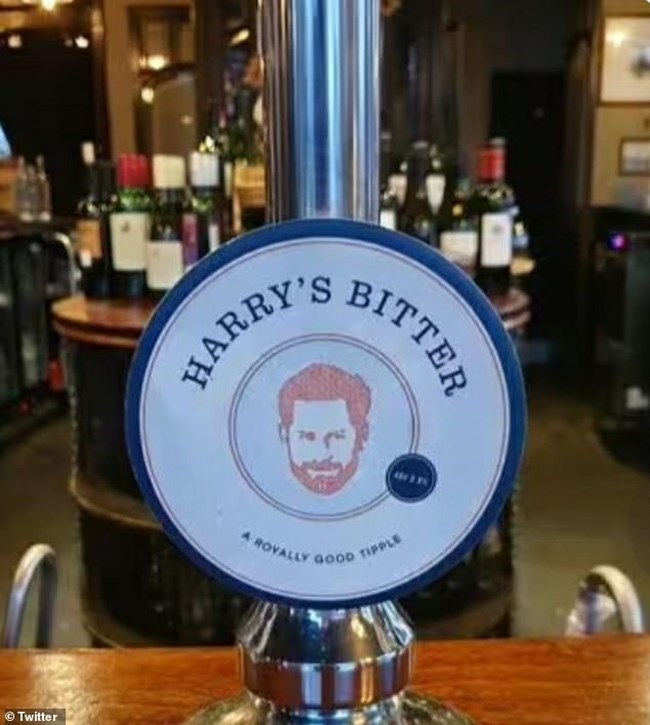 HARRY'S BITTER
A ROYALLY GOOD TIPPLE
© Twitter